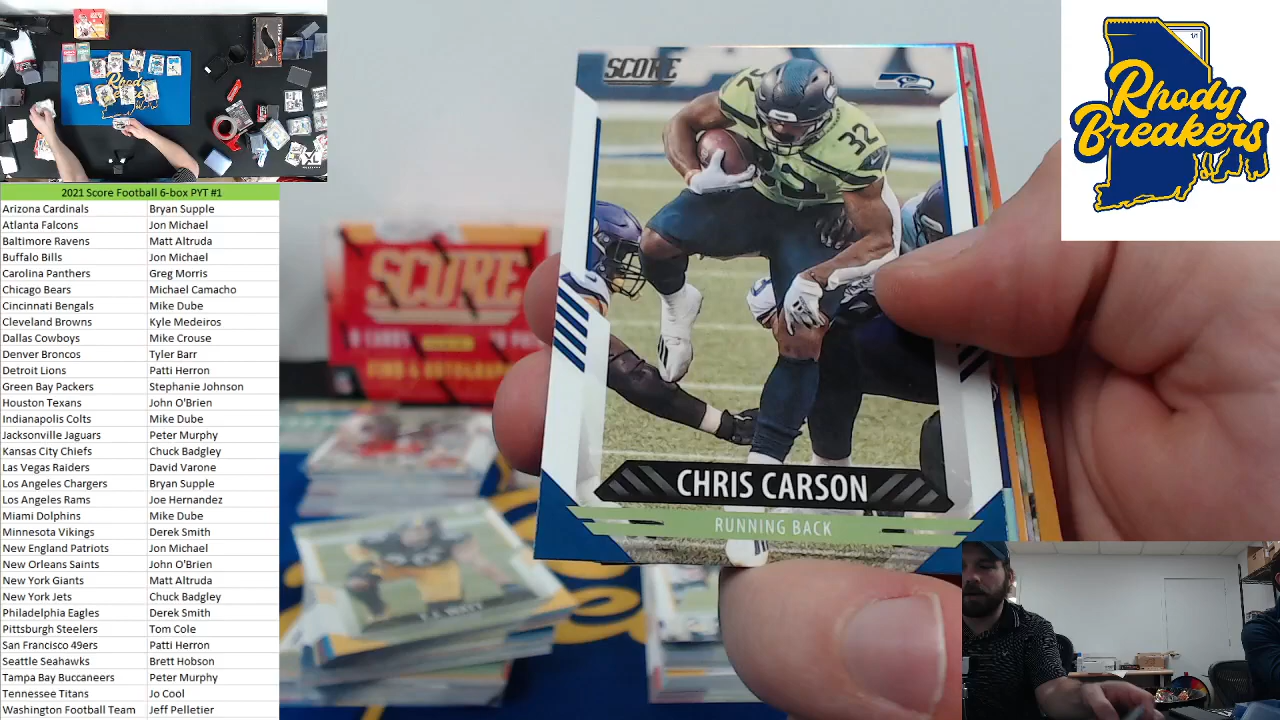 2021 Score Football 6-box PYT #1
Arizona Cardinals Bryan Supple
Atlanta Falcons Jon Michael
Baltimore Ravens Matt Altruda
Buffalo Bills Jon Michael
Carolina Panthers Greg Morris
Chicago Bears Michael Camacho
Cincinnati Bengals Mike Dube
Cleveland Browns Kyle Medeiros
Dallas Cowboys Mike Crouse
Denver Broncos Tyler Barr
Detroit Lions Patti Herron
Green Bay Packers Stephanie Johnson
Houston Texans John O'Brien
Indianapolis Colts Mike Dube
Jacksonville Jaguars Peter Murphy
Kansas City Chiefs Chuck Badgley
Las Vegas Raiders David Varone
Los Angeles Chargers Bryan Supple
Los Angeles Rams Joe Hernandez
Miami Dolphins Mike Dube
Minnesota Vikings Derek Smith
New England Patriots Jon Michael
New Orleans Saints John O'Brien
New York Giants Matt Altruda
New York Jets Chuck Badgley
Philadelphia Eagles Derek Smith
Pittsburgh Steelers Tom Cole
San Francisco 49ers Patti Herron
Seattle Seahawks Brett Hobson
Tampa Bay Buccaneers Peter Murphy
Tennessee Titans Jo Cool
Washington Football Team Jeff Pelletier
SCORE
32
32
CHRIS CARSON
RUNNING BACK
SCORE
T.J. WATT
Rhody
Breakers
1/1
Rhody
XL